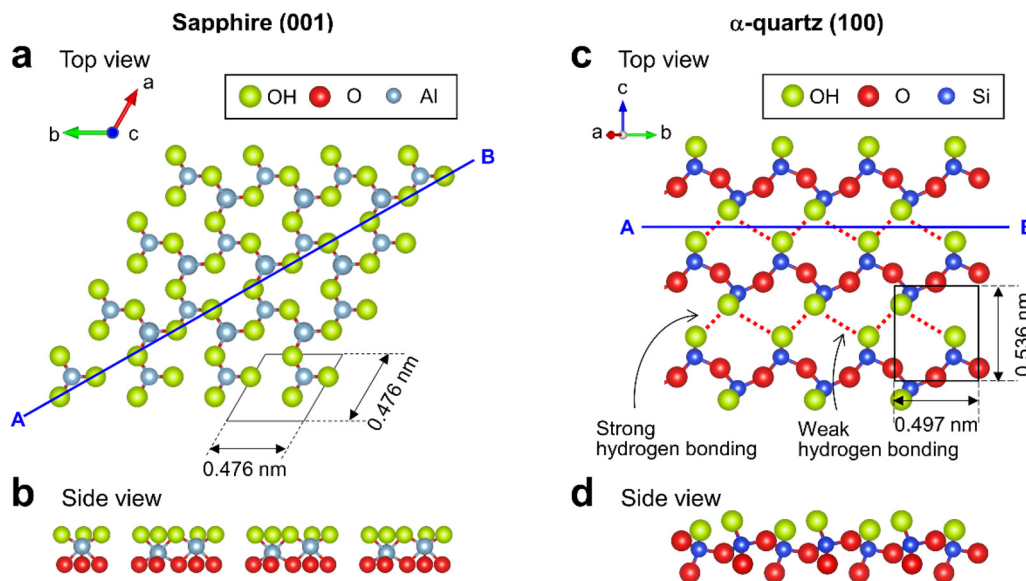 Sapphire (001)
α-quartz (100)
a
Top view
a
b
c
OH
O
Al
B
A
0.476 nm
0.476 nm
b
Side view
c
Top view
c
a
b
OH
O
Si
A
B
0.536 nm
0.497 nm
Strong
hydrogen bonding
Weak
hydrogen bonding
d
Side view